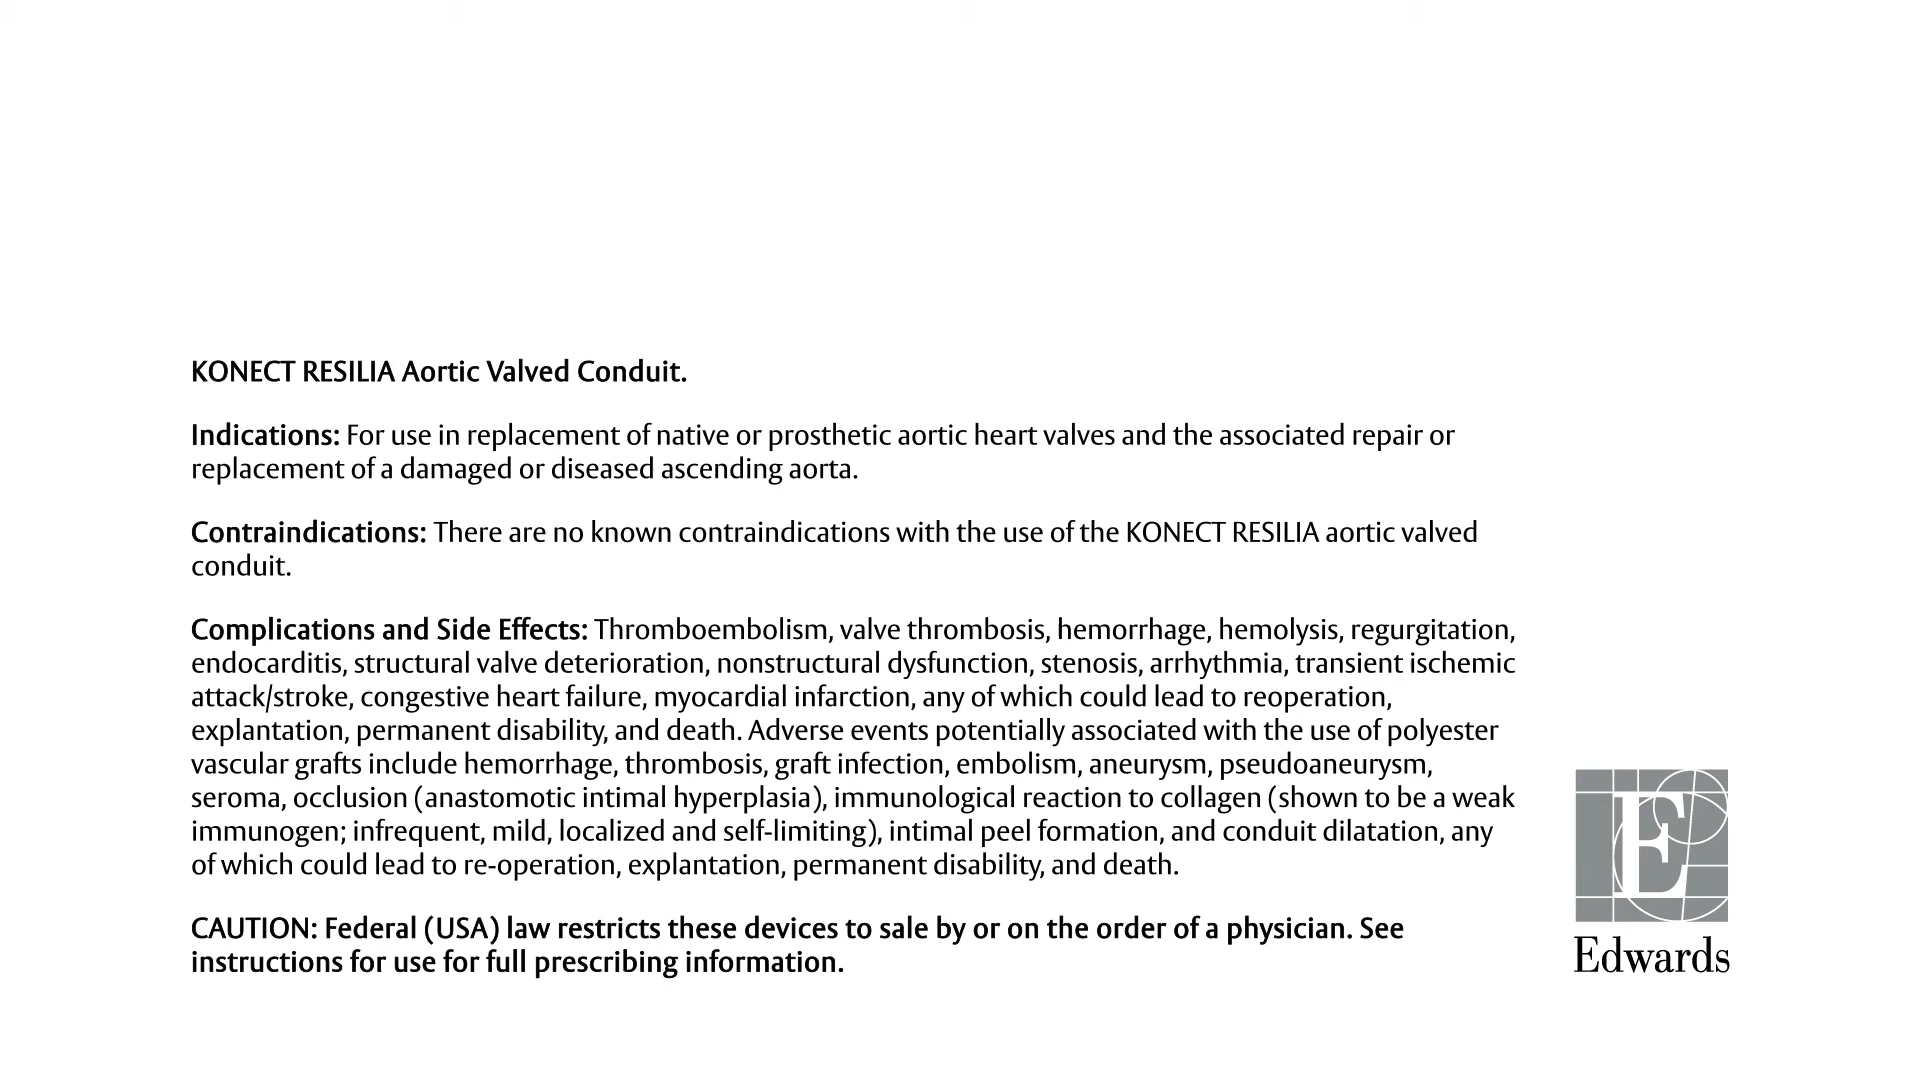 KONECT RESILIA Aortic Valved Conduit.
Indications: For use in replacement of native or prosthetic aortic heart valves and the associated repair or
replacement of a damaged or diseased ascending aorta.
Contraindications: There are no known contraindications with the use of the KONECT RESILIA aortic valved
conduit.
Complications and Side Effects: Thromboembolism, valve thrombosis, hemorrhage, hemolysis, regurgitation,
endocarditis, structural valve deterioration, nonstructural dysfunction, stenosis, arrhythmia, transient ischemic
attack/stroke, congestive heart failure, myocardial infarction, any of which could lead to reoperation,
explantation, permanent disability, and death. Adverse events potentially associated with the use of polyester
vascular grafts include hemorrhage, thrombosis, graft infection, embolism, aneurysm, pseudoaneurysm,
seroma, occlusion (anastomotic intimal hyperplasia), immunological reaction to collagen (shown to be a weak
immunogen; infrequent, mild, localized and self-limiting), intimal peel formation, and conduit dilatation, any
of which could lead to re-operation, explantation, permanent disability, and death.
CAUTION: Federal (USA) law restricts these devices to sale by or on the order of a physician. See
instructions for use for full prescribing information.
E
Edwards